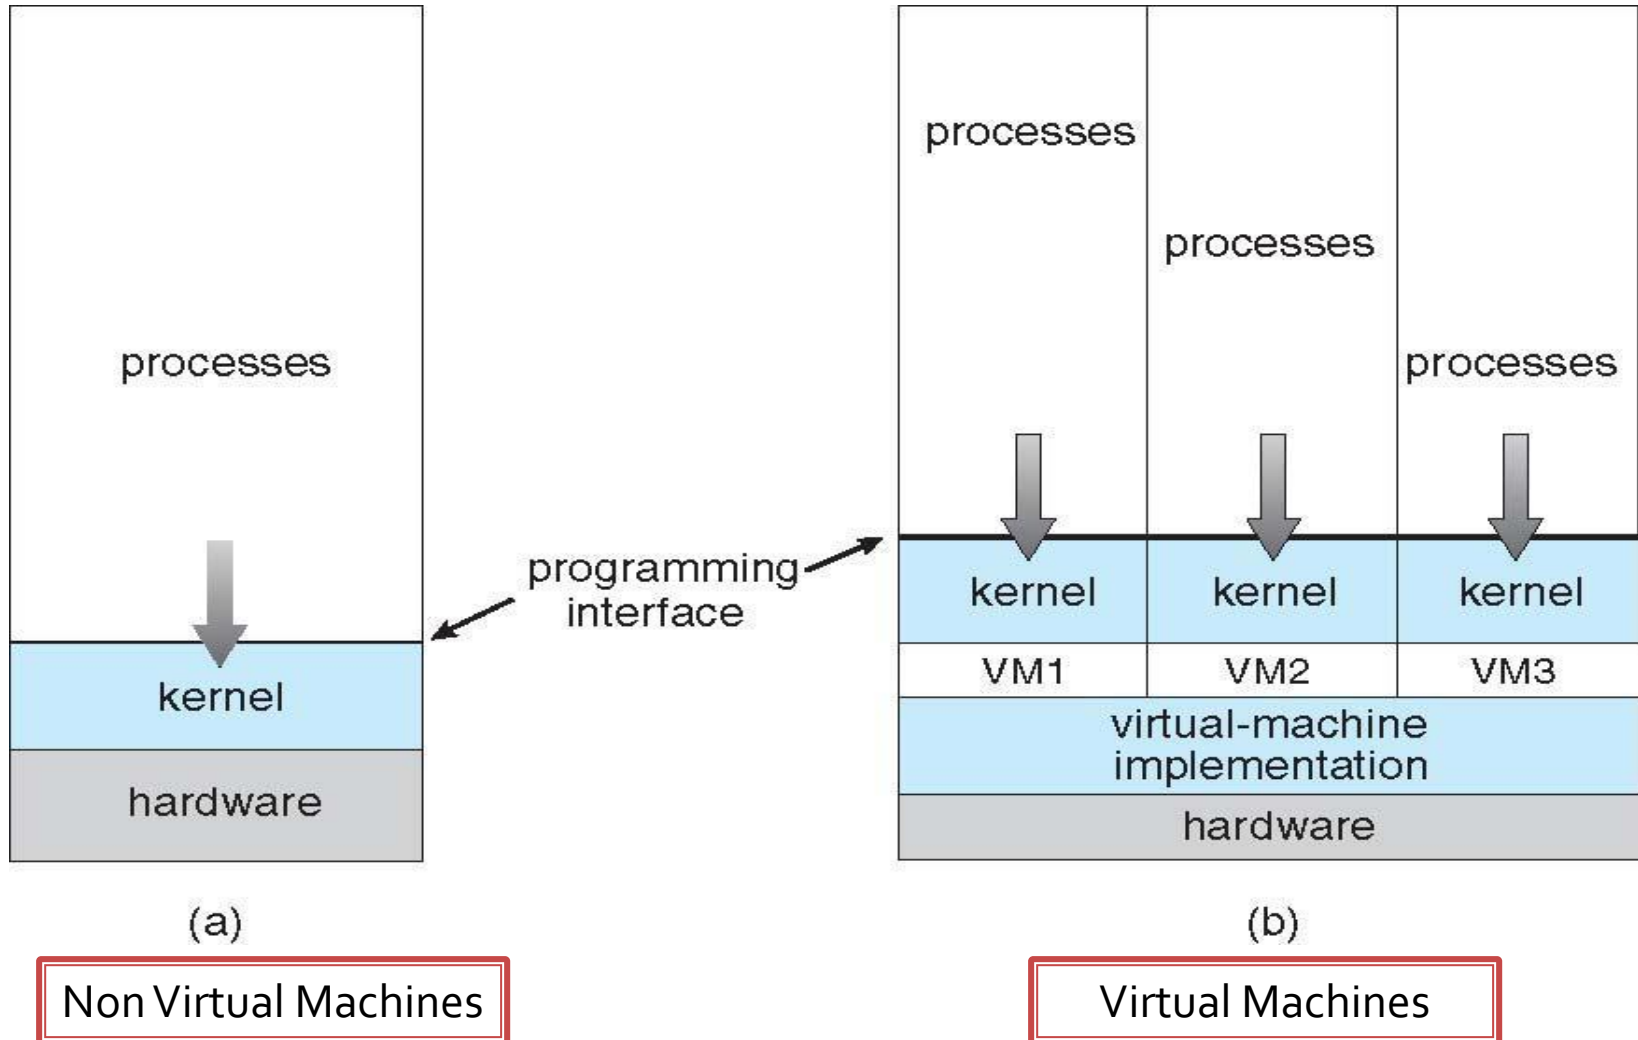 processes
kernel
hardware
(a)
Non Virtual Machines
programming
interface
processes
processes
processes
kernel
kernel
kernel
VM1
VM2
VM3
virtual-machine
implementation
hardware
(b)
Virtual Machines